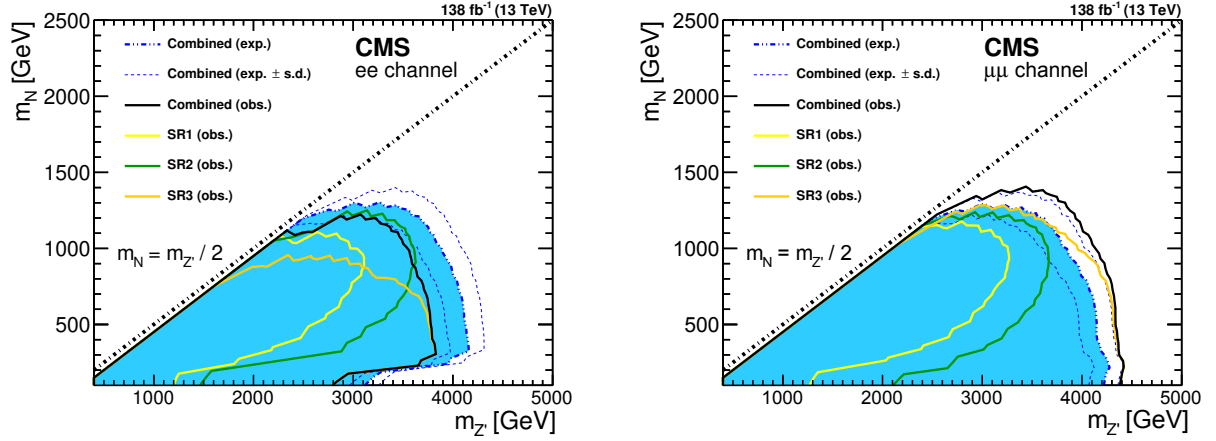 138 fb⁻¹ (13 TeV)
m_N [GeV]
2500
2000
1500
1000
500
Combined (exp.)
Combined (exp. ± s.d.)
Combined (obs.)
SR1 (obs.)
SR2 (obs.)
SR3 (obs.)
CMS
ee channel
m_N = m_Z' / 2
1000 2000 3000 4000 5000
m_Z' [GeV]
138 fb⁻¹ (13 TeV)
m_N [GeV]
2500
2000
1500
1000
500
Combined (exp.)
Combined (exp. ± s.d.)
Combined (obs.)
SR1 (obs.)
SR2 (obs.)
SR3 (obs.)
CMS
μμ channel
m_N = m_Z' / 2
1000 2000 3000 4000 5000
m_Z' [GeV]